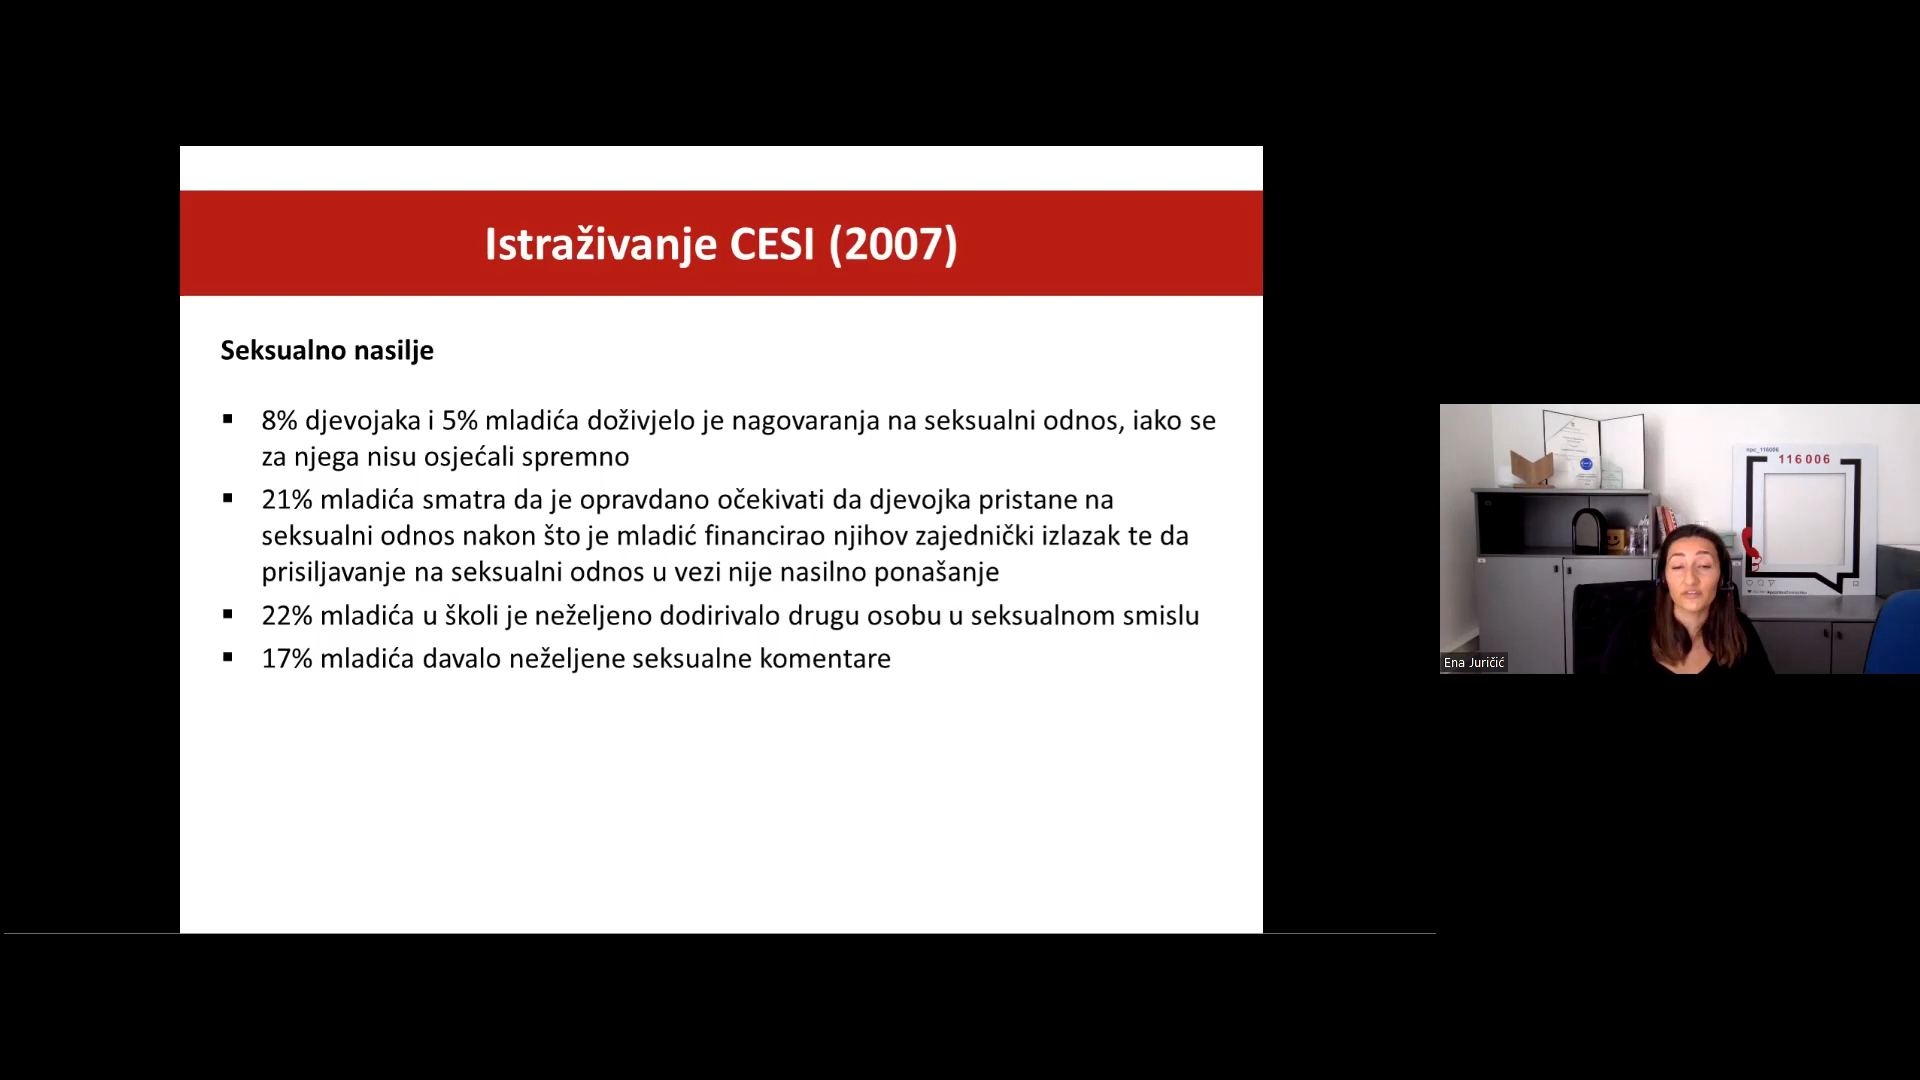 Istraživanje CESI (2007)
Seksualno nasilje
▪ 8% djevojaka i 5% mladića doživjelo je nagovaranja na seksualni odnos, iako se
za njega nisu osjećali spremno
▪ 21% mladića smatra da je opravdano očekivati da djevojka pristane na
seksualni odnos nakon što je mladić financirao njihov zajednički izlazak te da
prisiljavanje na seksualni odnos u vezi nije nasilno ponašanje
▪ 22% mladića u školi je neželjeno dodirivalo drugu osobu u seksualnom smislu
▪ 17% mladića davalo neželjene seksualne komentare
npc_116006
116 006
Ena Juričić